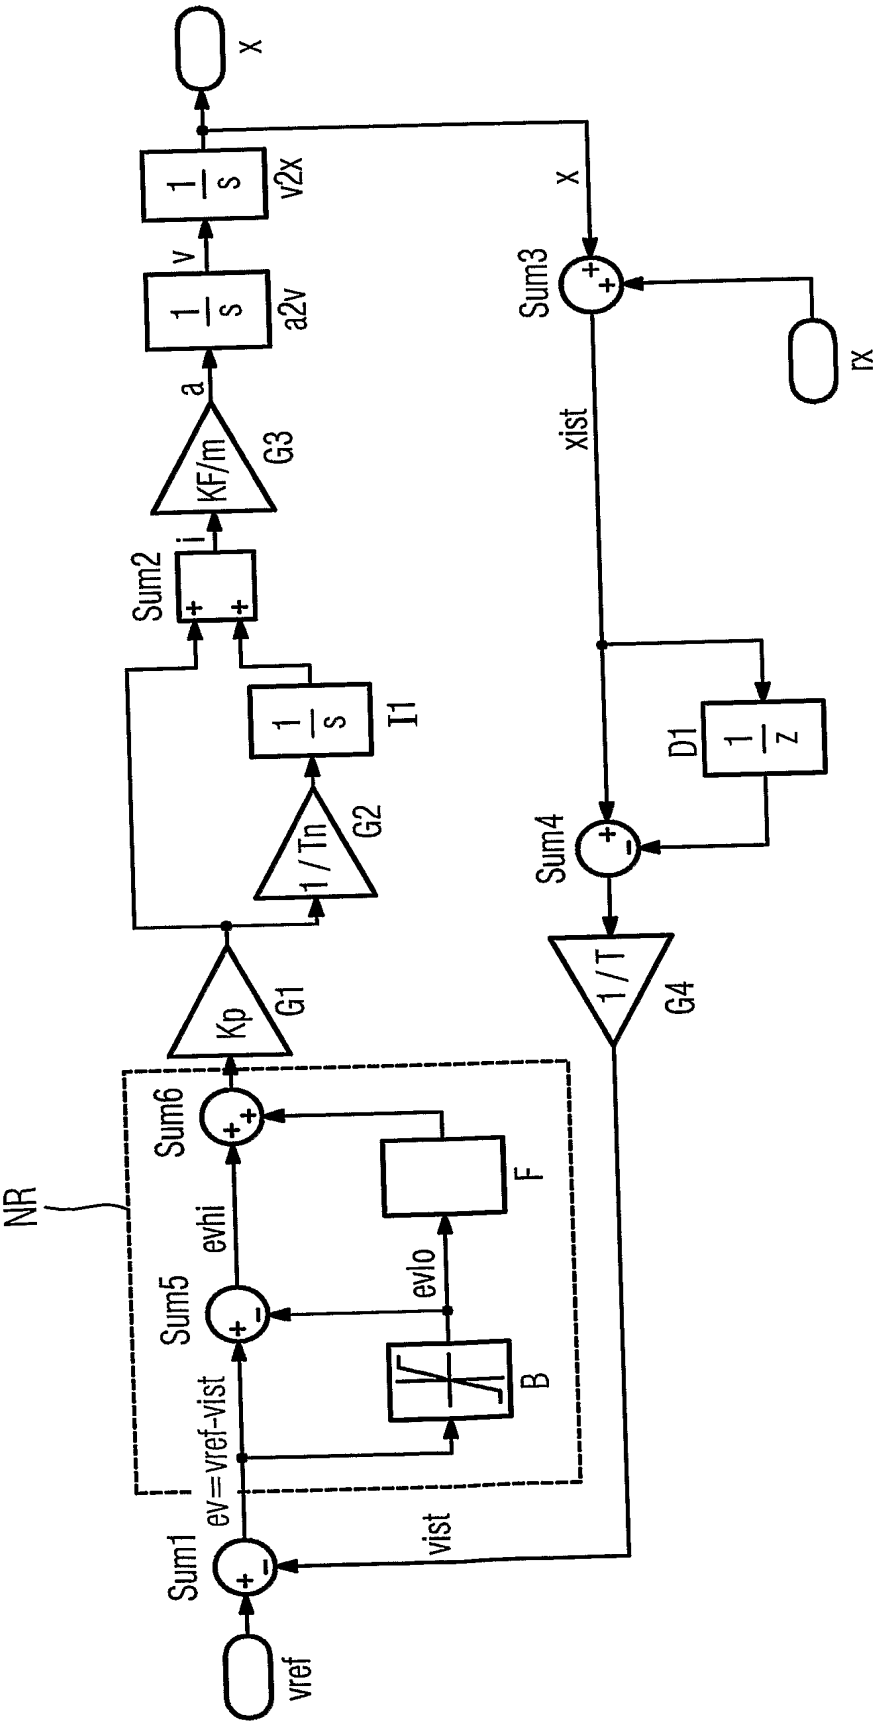 NR
vref
Sum1
+
−
ev=vref-vist
Sum5
+
−
evhi
Sum6
+
+
B
evlo
F
Kp
G1
1/Tn
G2
1
s
I1
Sum2
+
+
i
KF/m
G3
a
1
s
a2v
v
1
s
v2x
x
x
Sum3
+
+
rx
xist
D1
1
z
Sum4
+
−
1/T
G4
vist